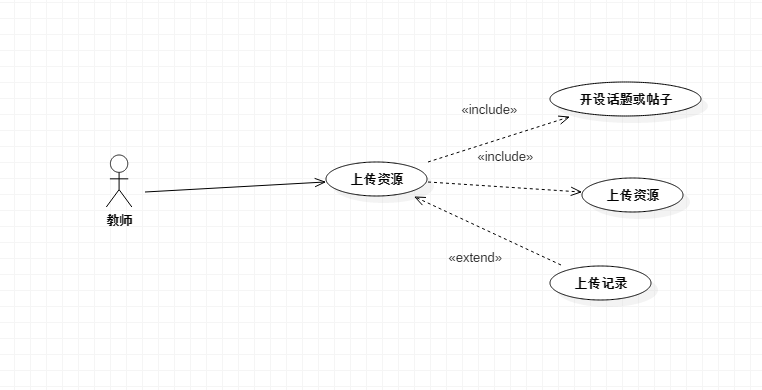 «include»
开设话题或帖子
«include»
教师
上传资源
上传资源
«extend»
上传记录